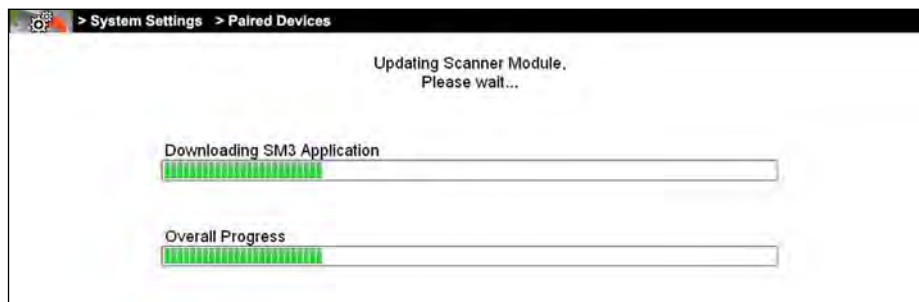 > System Settings > Paired Devices
Updating Scanner Module.
Please wait...
Downloading SM3 Application
Overall Progress